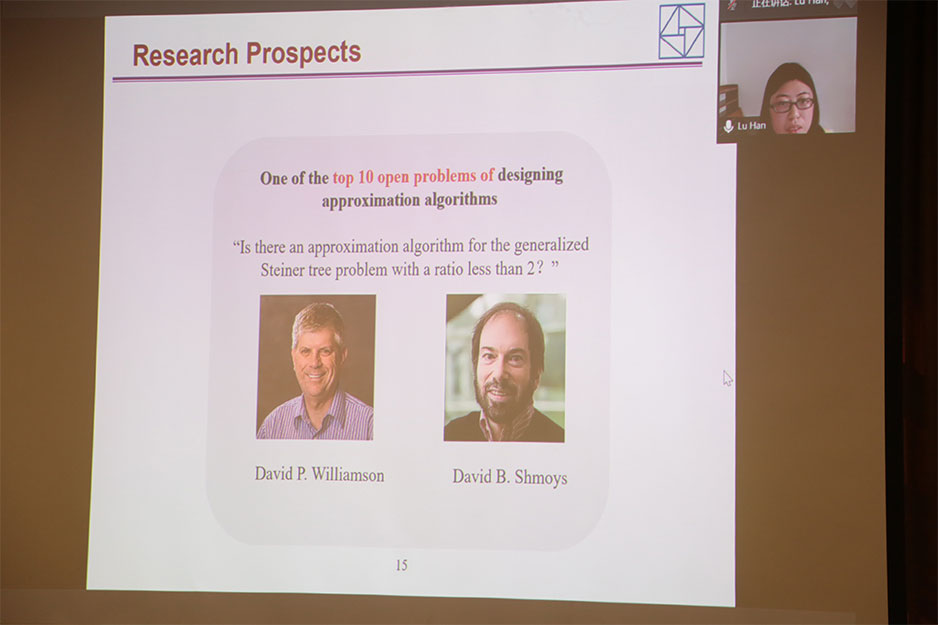 Research Prospects
正在讲话: Lu Han,
Lu Han
One of the top 10 open problems of designing
approximation algorithms
“Is there an approximation algorithm for the generalized
Steiner tree problem with a ratio less than 2? ”
David P. Williamson
David B. Shmoys
15